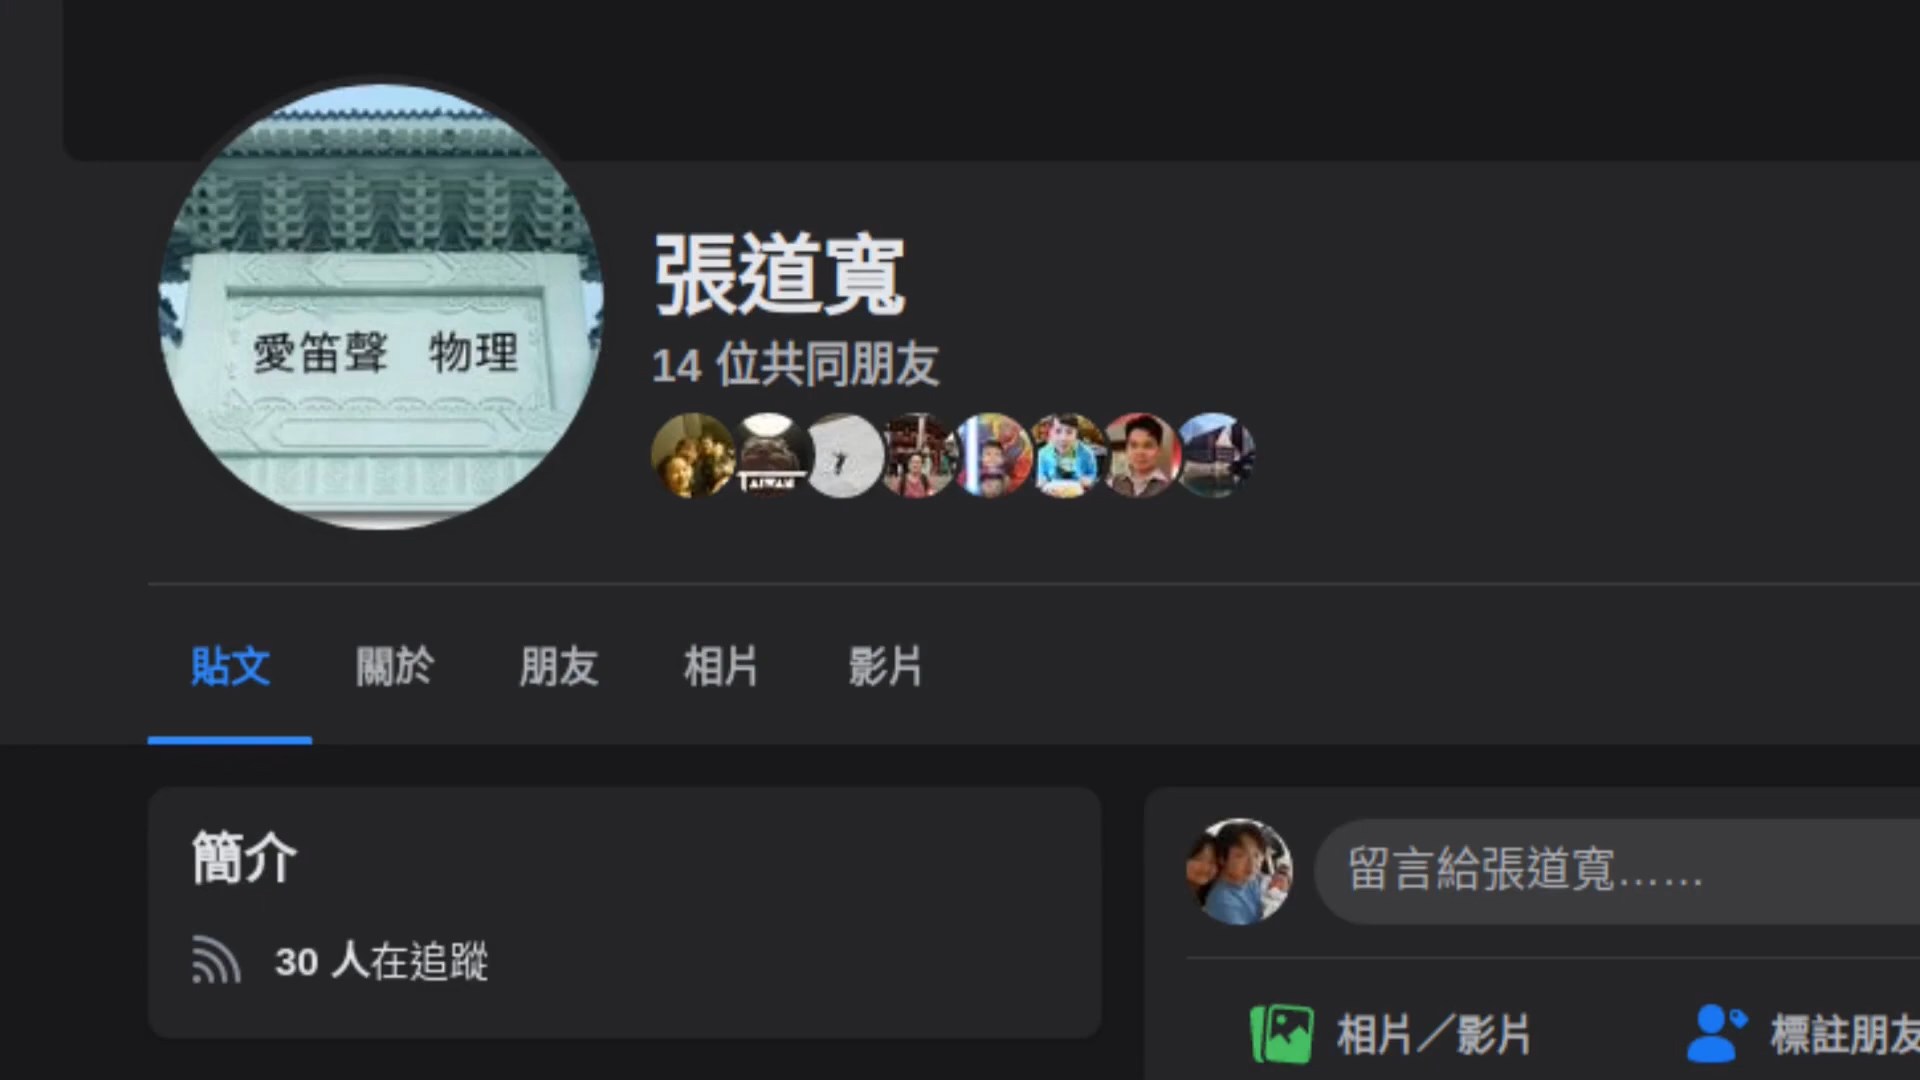 愛笛聲 物理
張道寬
14 位共同朋友
TAIWAN
貼文 關於 朋友 相片 影片
簡介
30 人在追蹤
留言給張道寬……
相片／影片 標註朋友